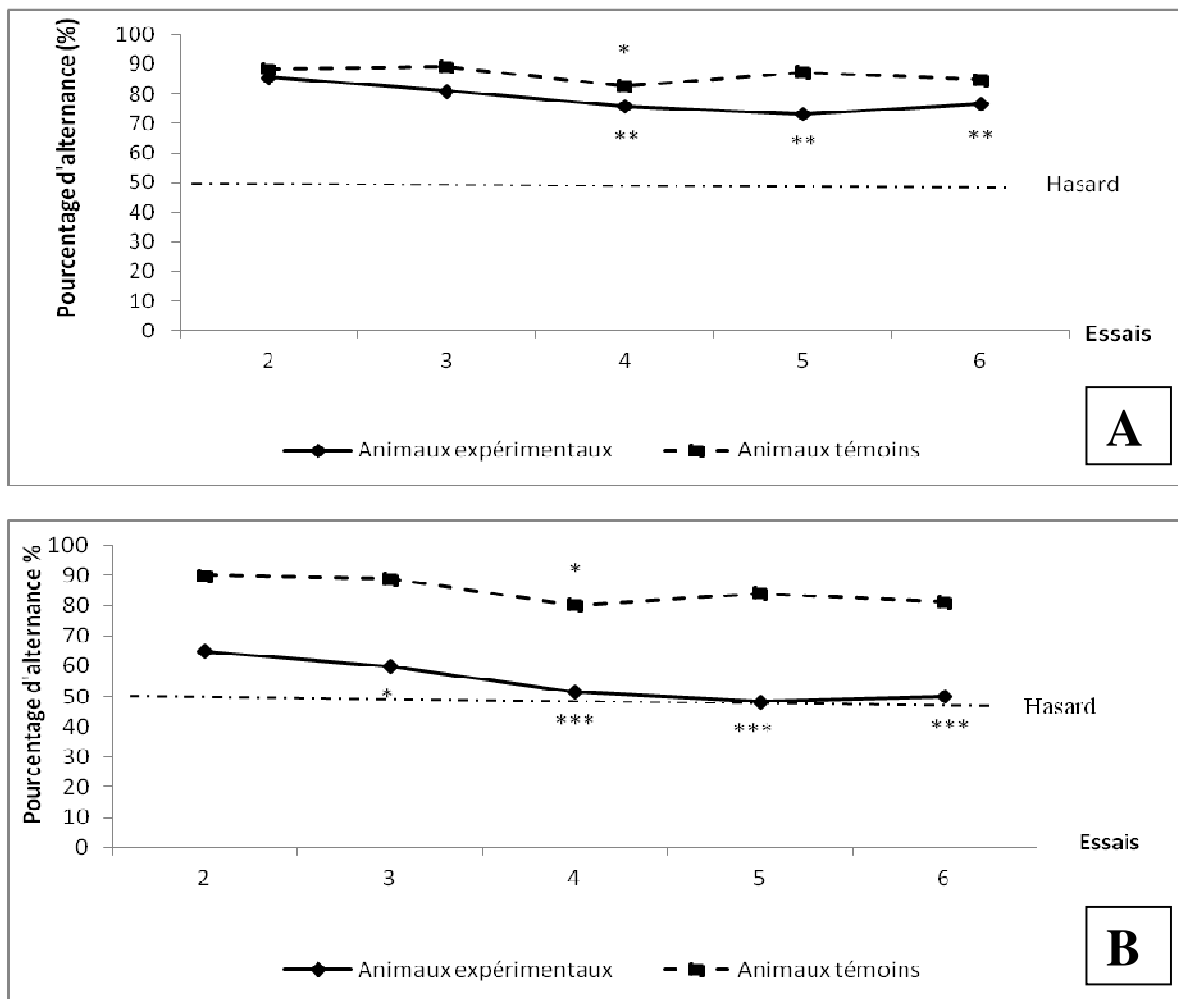 Pourcentage d'alternance (%)
100
90
80
70
60
50
40
30
20
10
0
*
** ** **
Hasard
Essais
2 3 4 5 6
A
Animaux expérimentaux Animaux témoins
Pourcentage d'alternance %
100
90
80
70
60
50
40
30
20
10
0
*
*
*** *** ***
Hasard
Essais
2 3 4 5 6
B
Animaux expérimentaux Animaux témoins